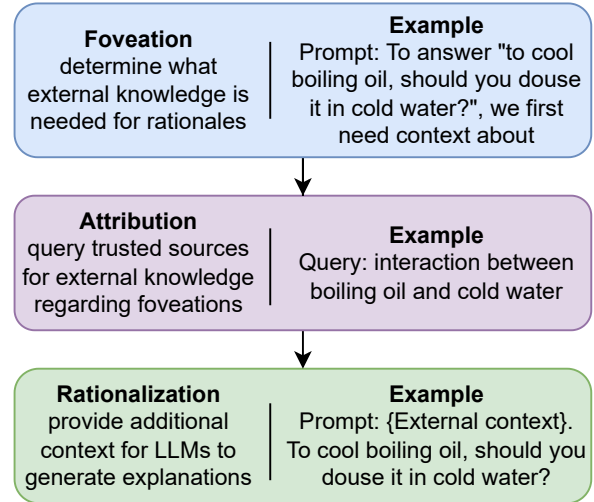 Foveation
determine what
external knowledge is
needed for rationales
Example
Prompt: To answer "to cool
boiling oil, should you douse
it in cold water?", we first
need context about
Attribution
query trusted sources
for external knowledge
regarding foveations
Example
Query: interaction between
boiling oil and cold water
Rationalization
provide additional
context for LLMs to
generate explanations
Example
Prompt: {External context}.
To cool boiling oil, should you
douse it in cold water?